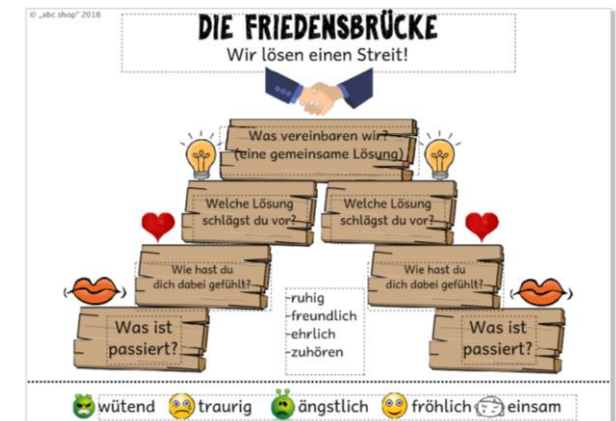 © „abc shop" 2018
DIE FRIEDENSBRÜCKE
Wir lösen einen Streit!
Was vereinbaren wir?
(eine gemeinsame Lösung)
Welche Lösung
schlägst du vor?
Welche Lösung
schlägst du vor?
Wie hast du
dich dabei gefühlt?
Wie hast du
dich dabei gefühlt?
-ruhig
-freundlich
-ehrlich
-zuhören
Was ist
passiert?
Was ist
passiert?
wütend traurig ängstlich fröhlich einsam